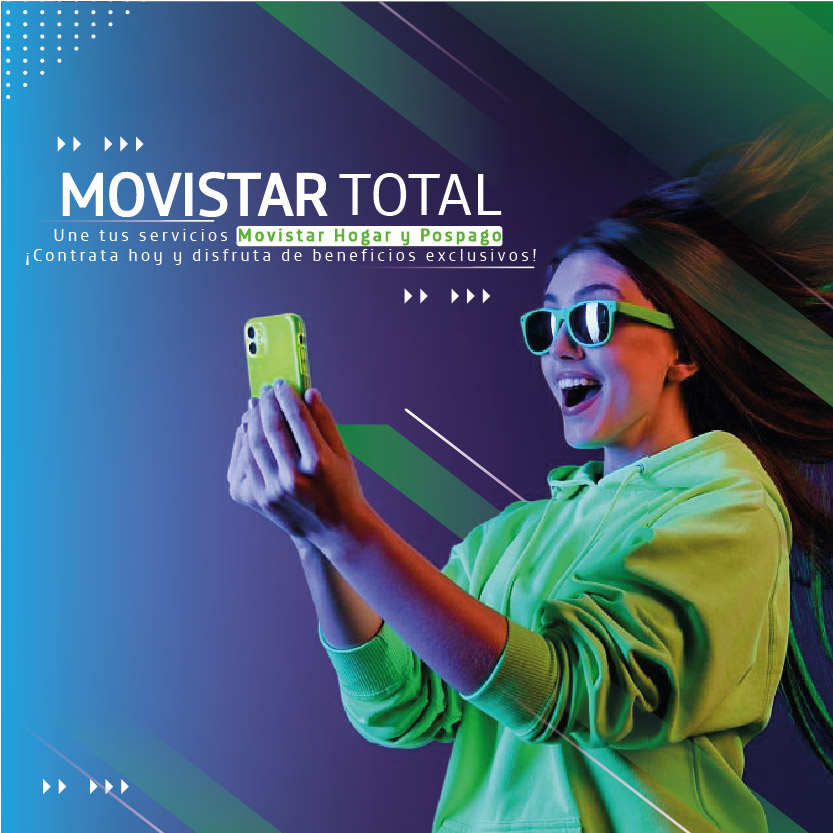 MOVISTAR TOTAL
Une tus servicios Movistar Hogar y Pospago
¡Contrata hoy y disfruta de beneficios exclusivos!